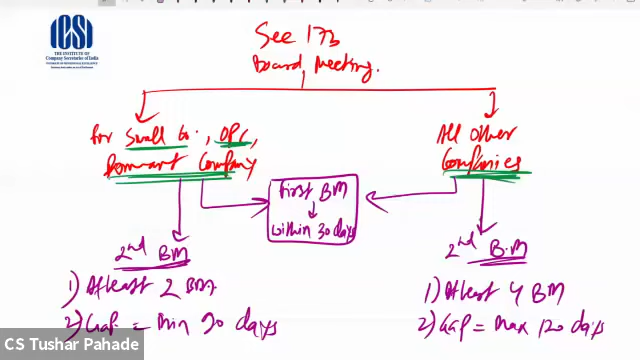 ICSI
THE INSTITUTE OF
Company Secretaries of India
Sec 173
Board Meeting.
For Small Co., OPC,
Dormant Company
All Other
Companies
First BM
within 30 days
2nd BM
1) Atleast 2 BM
2) Gap = Min 90 days
2nd B.M
1) Atleast 4 BM
2) Gap = Max 120 days
CS Tushar Pahade